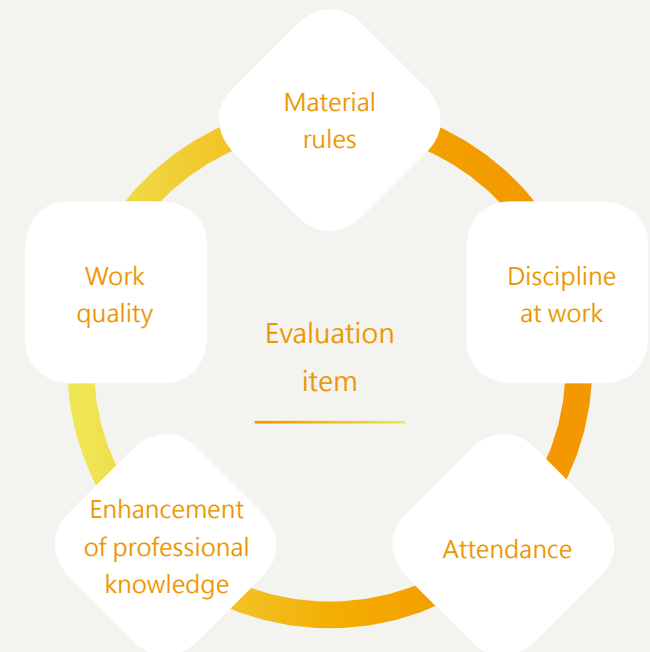 Material
rules
Work
quality
Discipline
at work
Evaluation
item
Enhancement
of professional
knowledge
Attendance